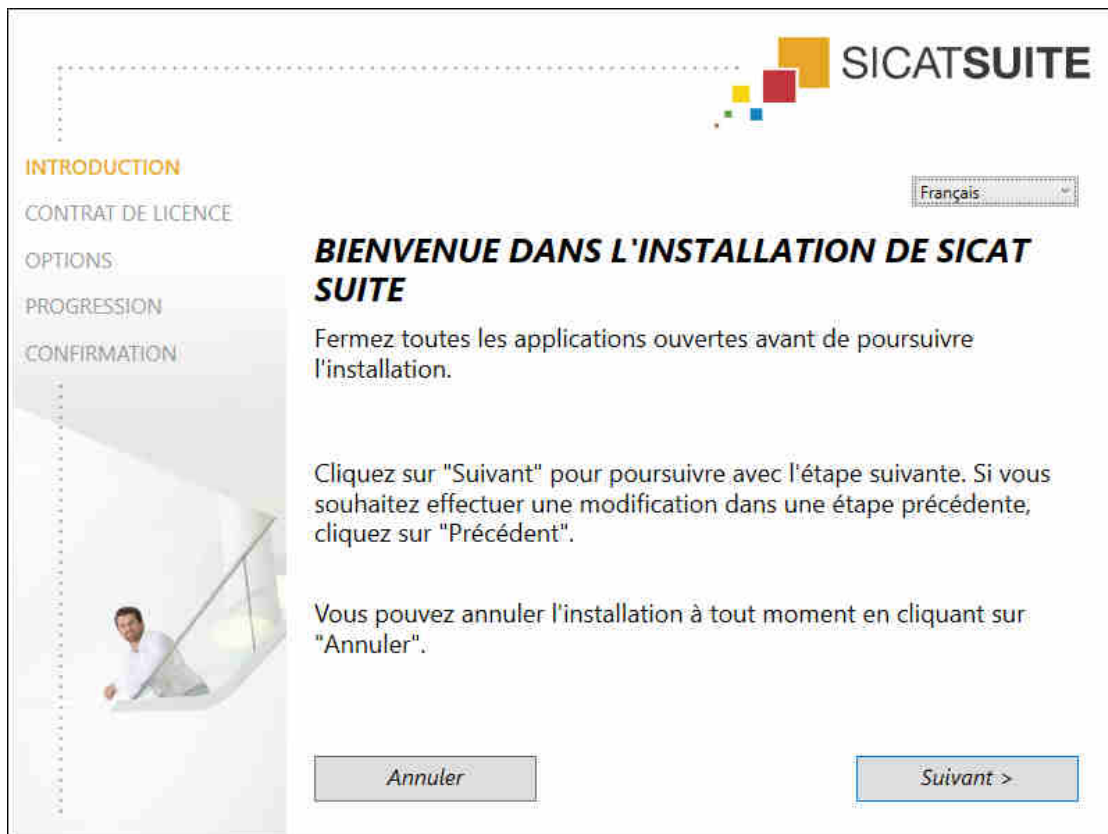 SICATSUITE
INTRODUCTION
CONTRAT DE LICENCE
OPTIONS
PROGRESSION
CONFIRMATION
Français
BIENVENUE DANS L'INSTALLATION DE SICAT
SUITE
Fermez toutes les applications ouvertes avant de poursuivre
l'installation.
Cliquez sur "Suivant" pour poursuivre avec l'étape suivante. Si vous
souhaitez effectuer une modification dans une étape précédente,
cliquez sur "Précédent".
Vous pouvez annuler l'installation à tout moment en cliquant sur
"Annuler".
Annuler
Suivant >